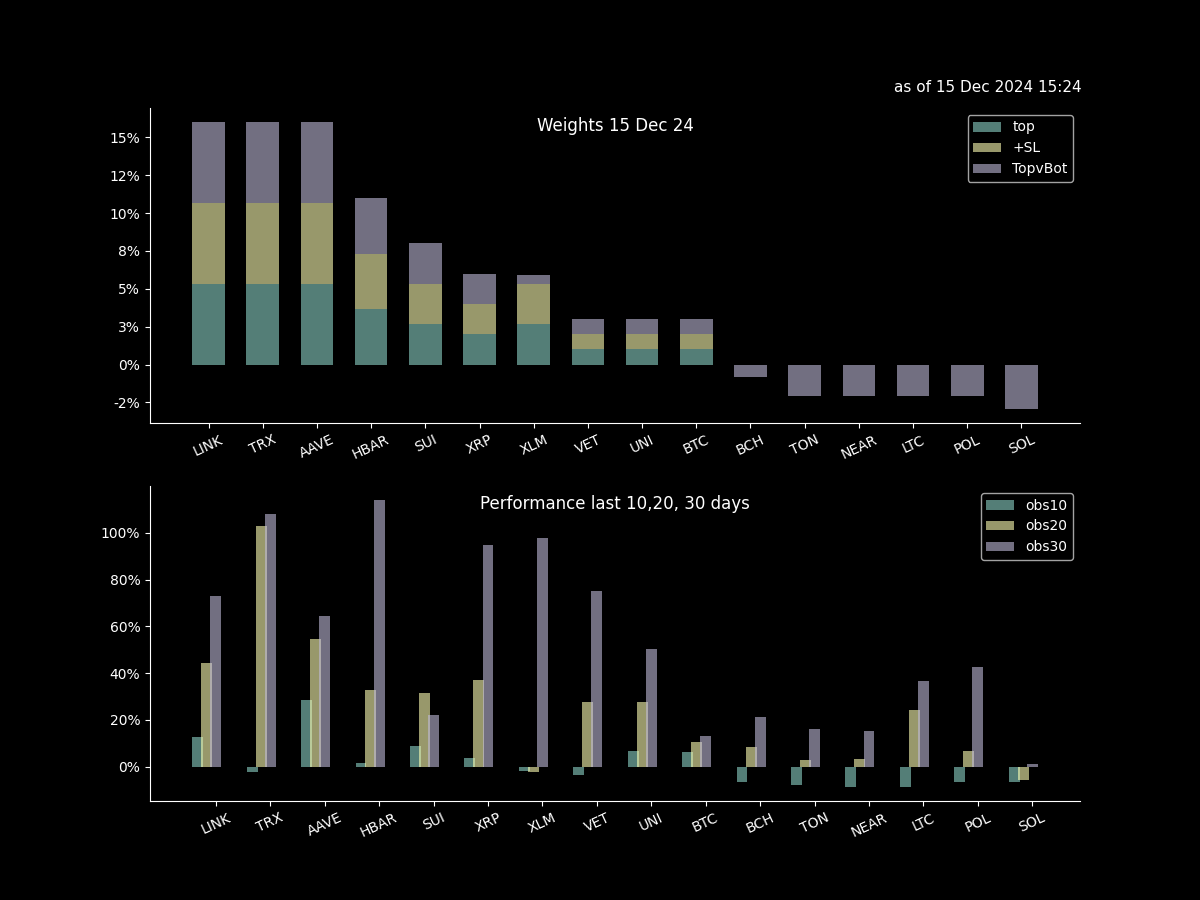 as of 15 Dec 2024 15:24
Weights 15 Dec 24
top
+SL
TopvBot
15%
12%
10%
8%
5%
3%
0%
-2%
LINK TRX AAVE HBAR SUI XRP XLM VET UNI BTC BCH TON NEAR LTC POL SOL
Performance last 10,20, 30 days
obs10
obs20
obs30
100%
80%
60%
40%
20%
0%
LINK TRX AAVE HBAR SUI XRP XLM VET UNI BTC BCH TON NEAR LTC POL SOL